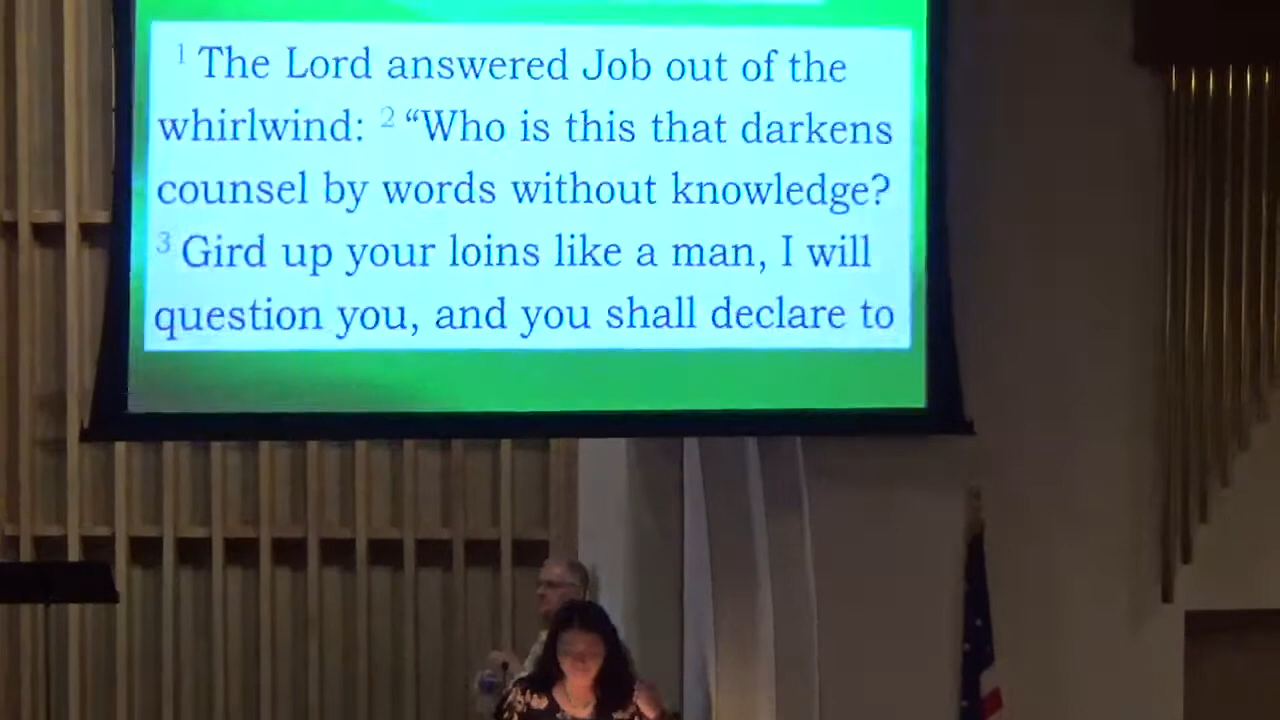 1 The Lord answered Job out of the
whirlwind: 2 “Who is this that darkens
counsel by words without knowledge?
3 Gird up your loins like a man, I will
question you, and you shall declare to